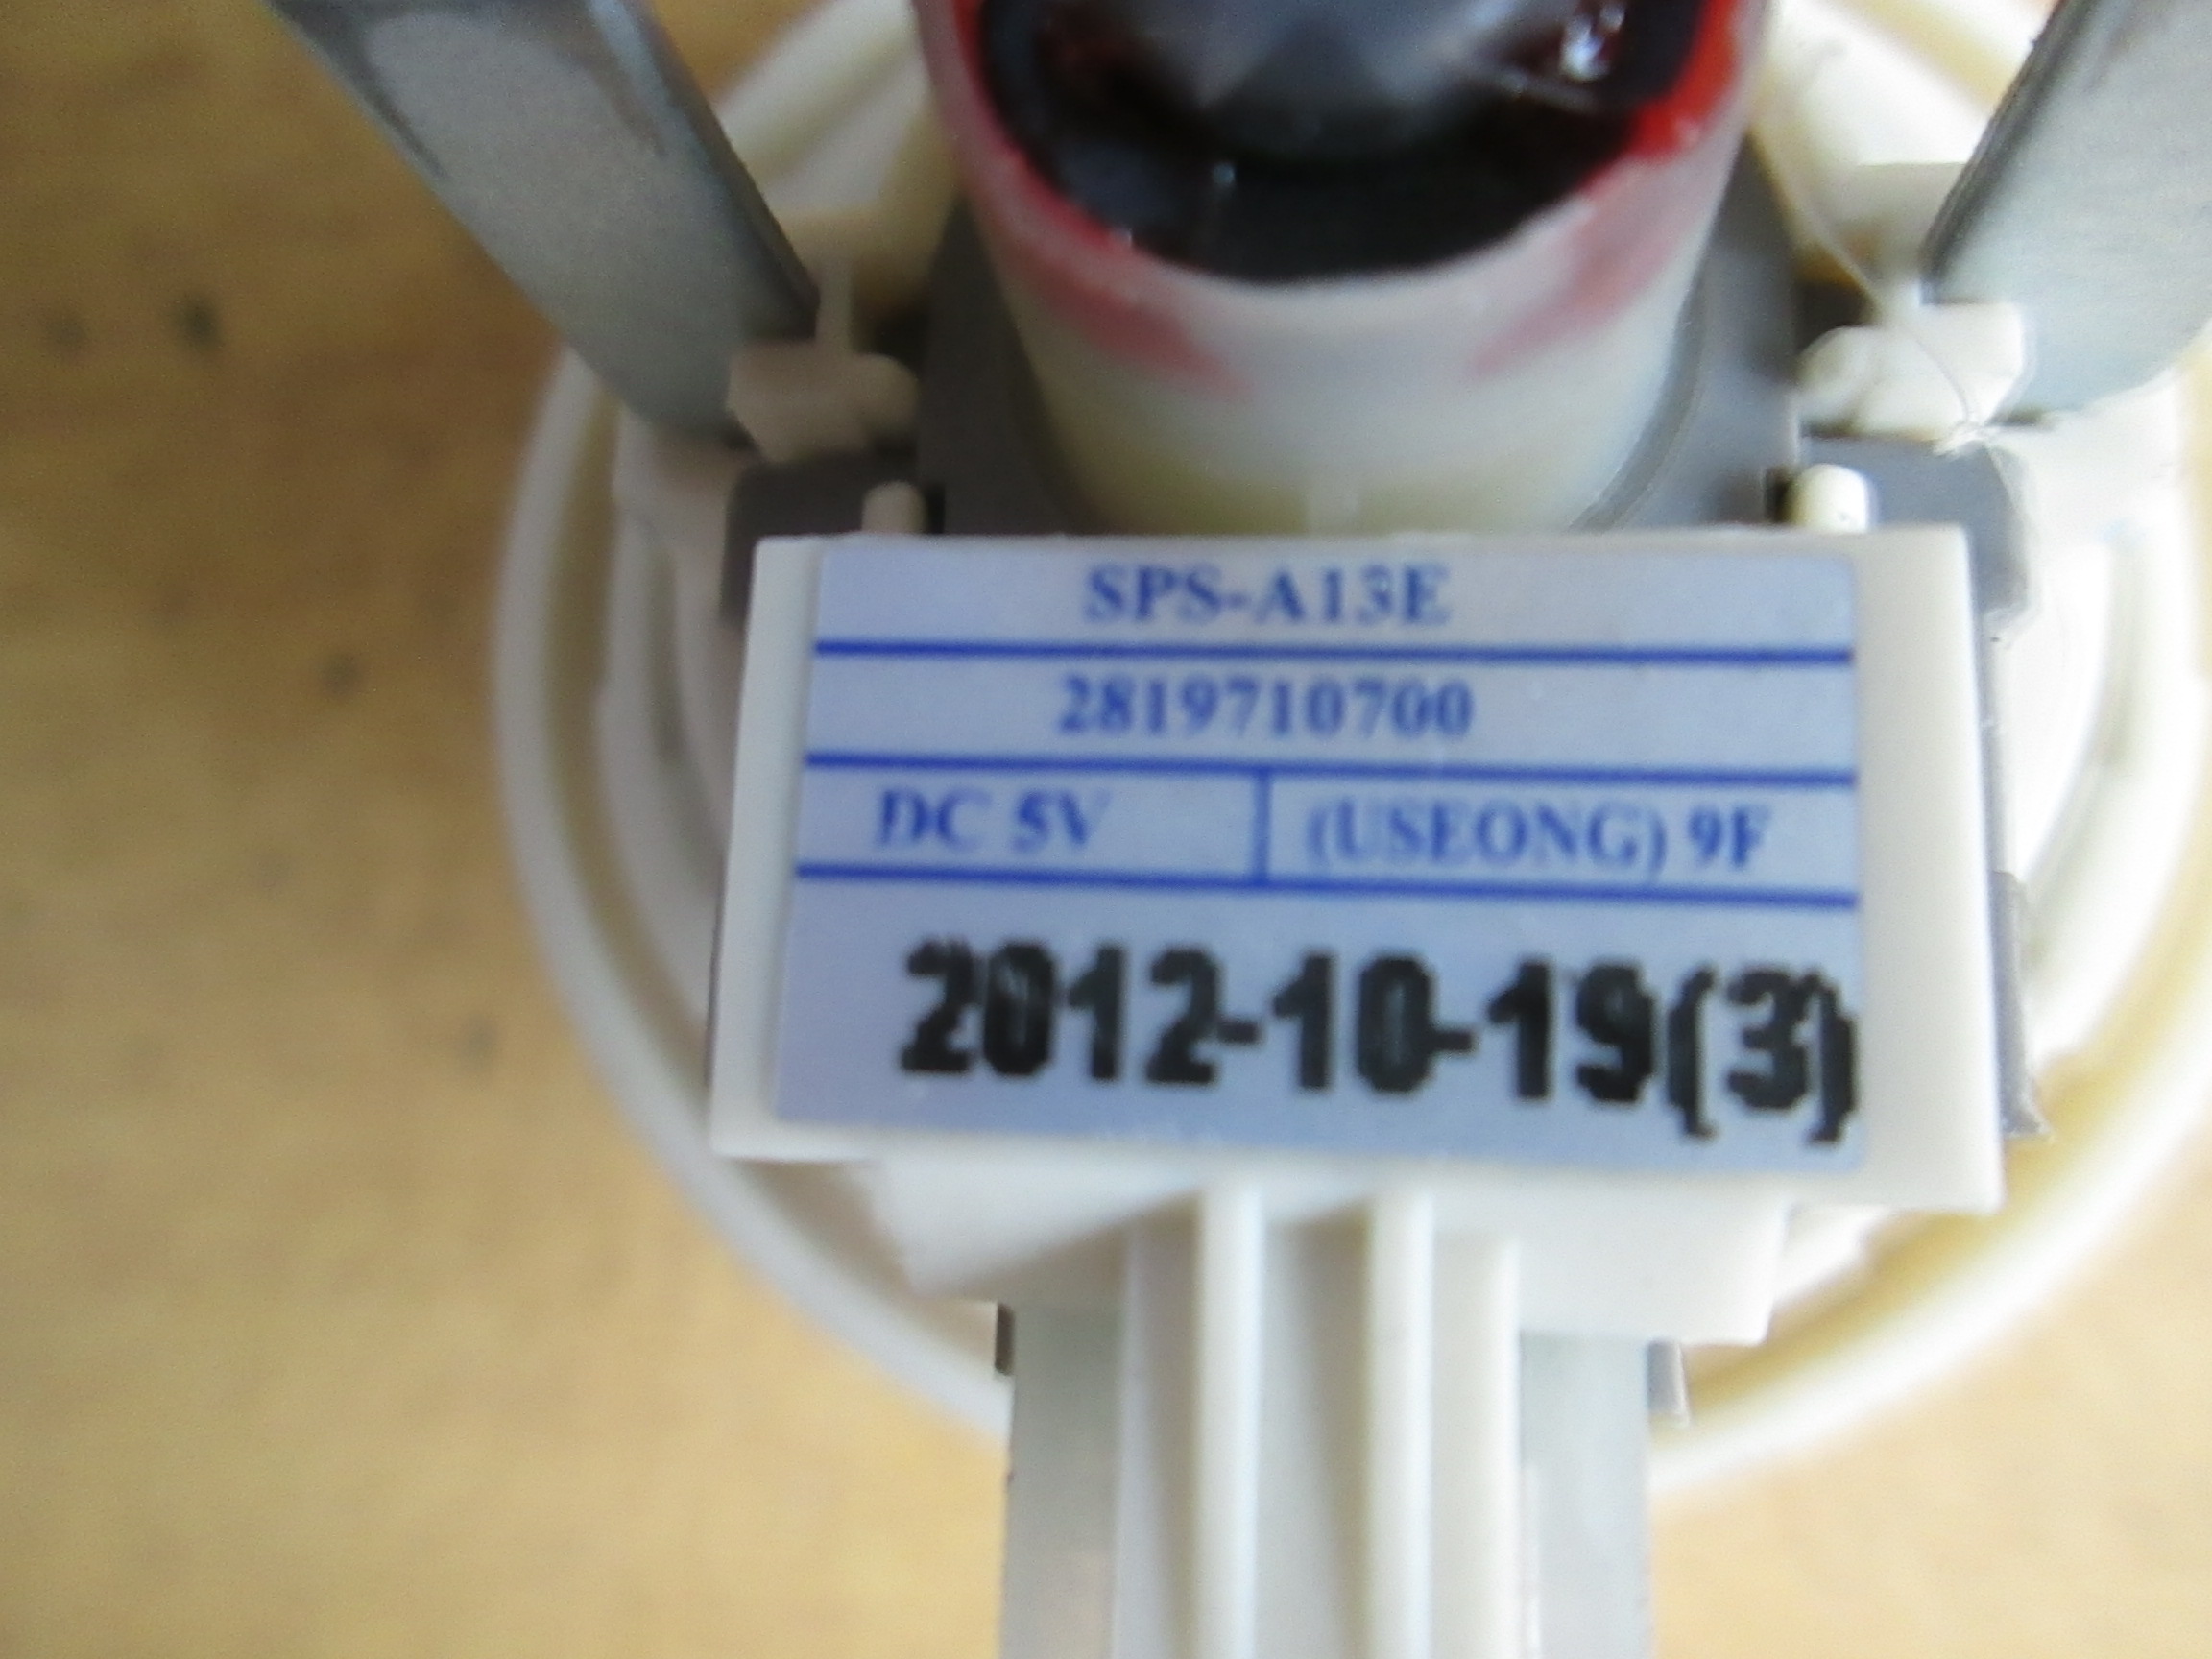 SPS-A13E
2819710700
DC 5V (USEONG) 9F
2012-10-19(3)